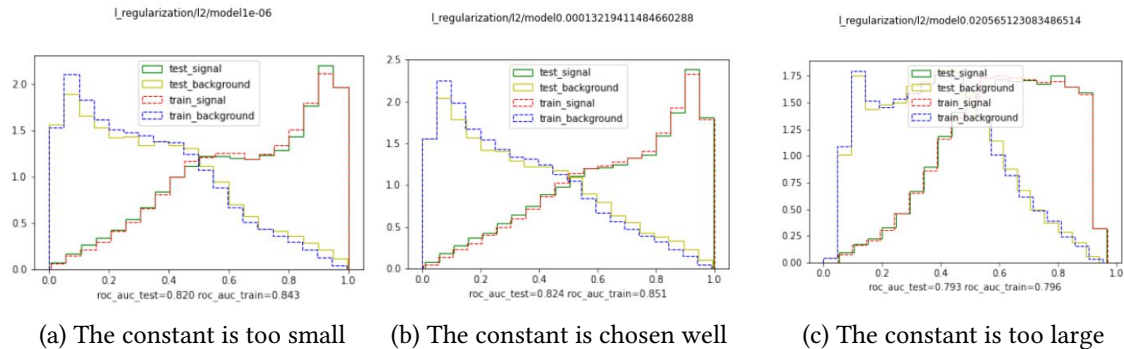 l_regularization/l2/model1e-06
test_signal
test_background
train_signal
train_background
2.0
1.5
1.0
0.5
0.0
0.0 0.2 0.4 0.6 0.8 1.0
roc_auc_test=0.820 roc_auc_train=0.843
(a) The constant is too small
l_regularization/l2/model0.00013219411484660288
test_signal
test_background
train_signal
train_background
2.5
2.0
1.5
1.0
0.5
0.0
0.0 0.2 0.4 0.6 0.8 1.0
roc_auc_test=0.824 roc_auc_train=0.851
(b) The constant is chosen well
l_regularization/l2/model0.020565123083486514
test_signal
test_background
train_signal
train_background
1.75
1.50
1.25
1.00
0.75
0.50
0.25
0.00
0.0 0.2 0.4 0.6 0.8 1.0
roc_auc_test=0.793 roc_auc_train=0.796
(c) The constant is too large